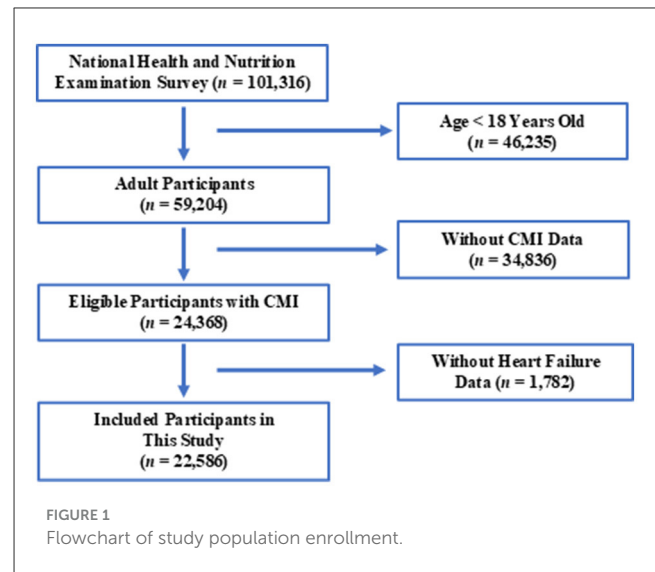 National Health and Nutrition
Examination Survey (n = 101,316)
Age < 18 Years Old
(n = 46,235)
Adult Participants
(n = 59,204)
Without CMI Data
(n = 34,836)
Eligible Participants with CMI
(n = 24,368)
Without Heart Failure
Data (n = 1,782)
Included Participants in
This Study
(n = 22,586)
FIGURE 1
Flowchart of study population enrollment.